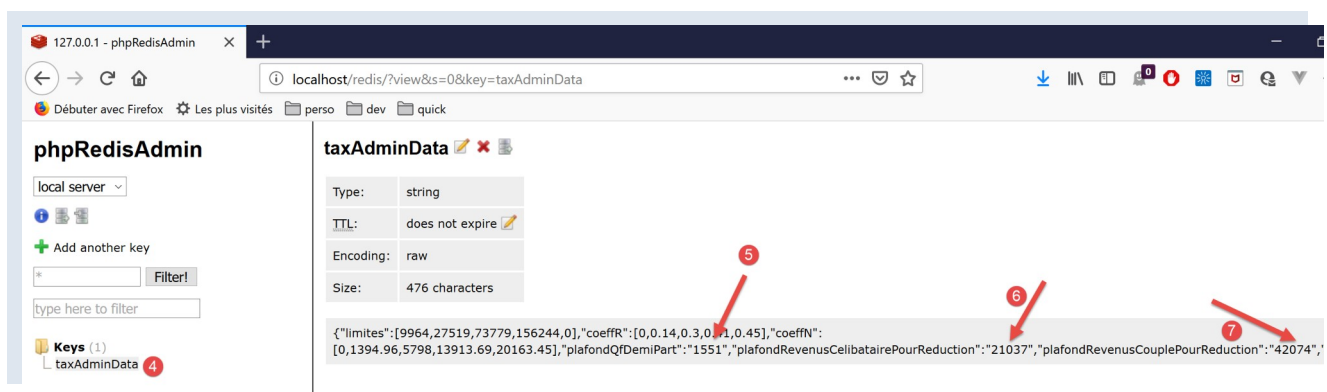 127.0.0.1 - phpRedisAdmin
localhost/redis/?view&s=0&key=taxAdminData
0
Débuter avec Firefox Les plus visités perso dev quick
phpRedisAdmin
local server
Add another key
*
Filter!
type here to filter
Keys (1)
taxAdminData 4
taxAdminData
Type: string
TTL: does not expire
Encoding: raw
Size: 476 characters
5
6
7
{"limites":[9964,27519,73779,156244,0],"coeffR":[0,0.14,0.3,0.41,0.45],"coeffN":
[0,1394.96,5798,13913.69,20163.45],"plafondQfDemiPart":"1551","plafondRevenusCelibatairePourReduction":"21037","plafondRevenusCouplePourReduction":"42074","